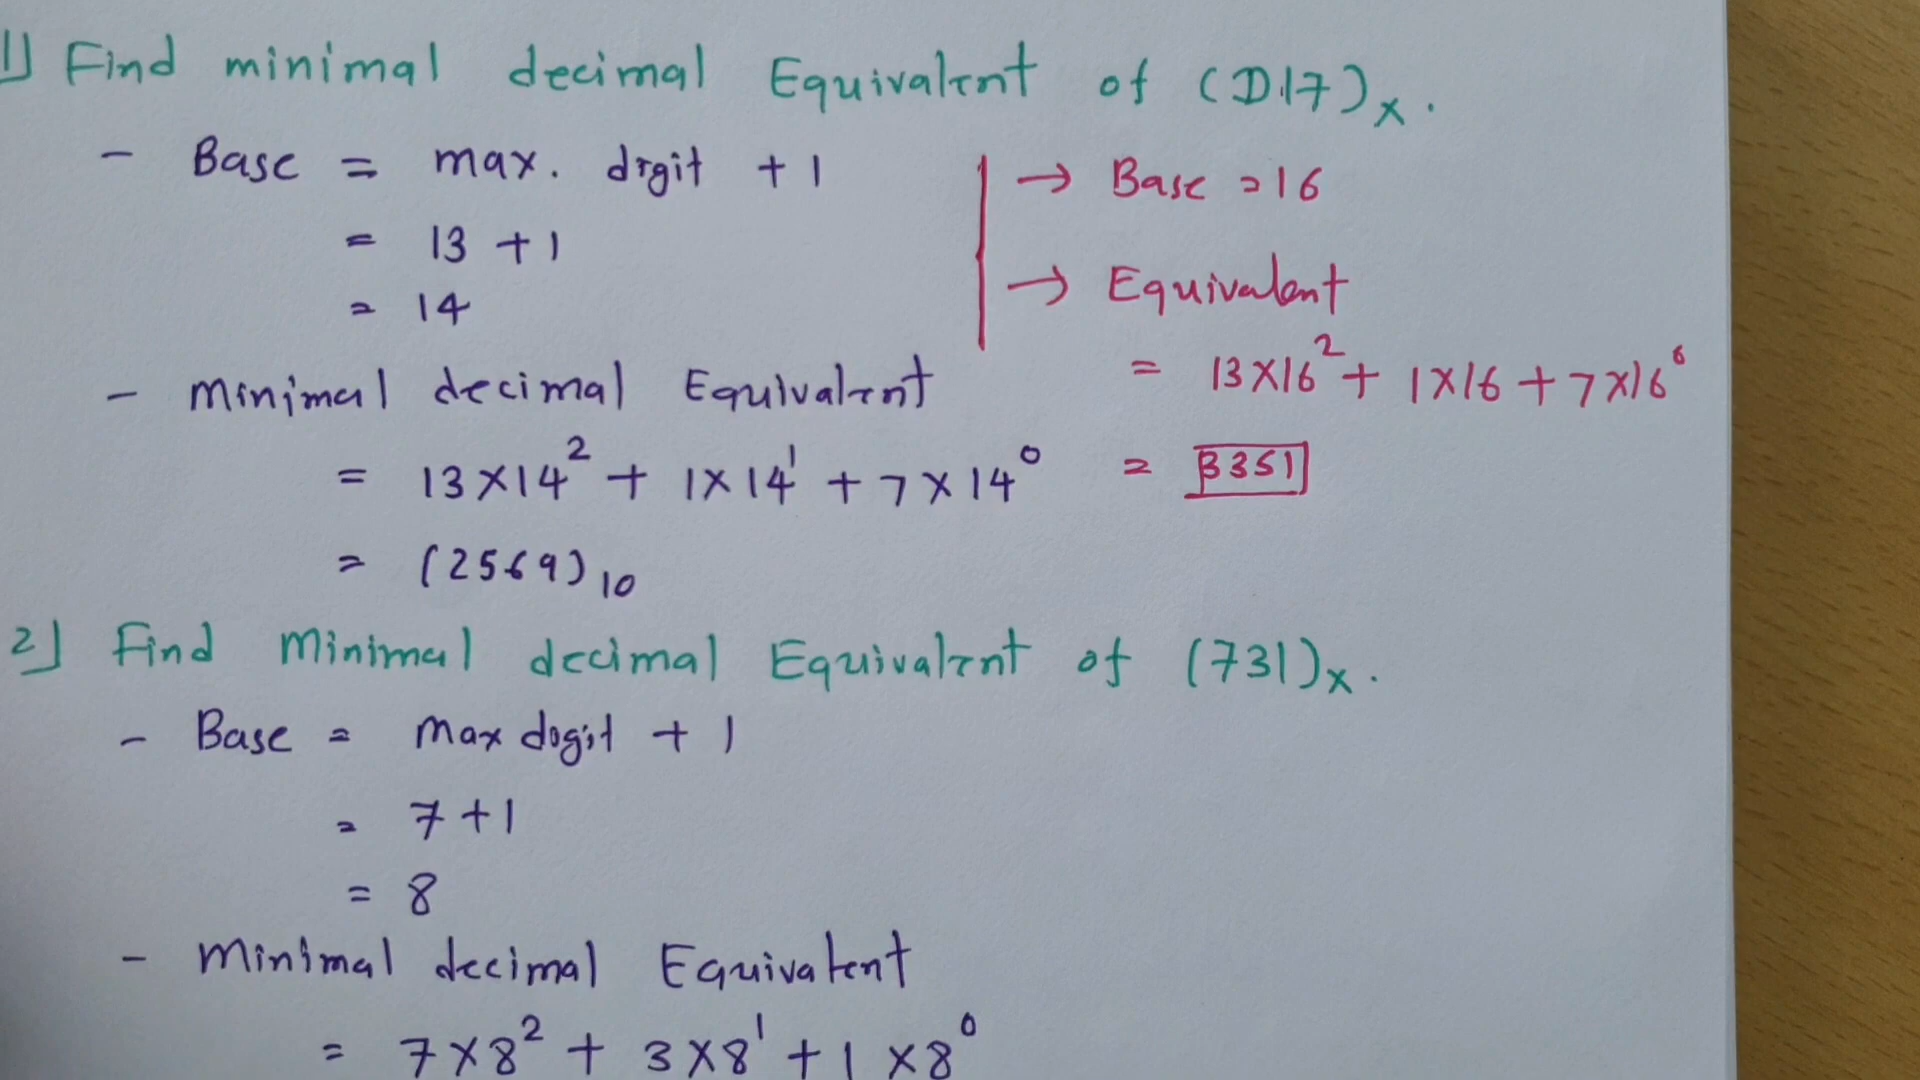 1) Find minimal decimal Equivalent of (D17)x.
- Base = max. digit + 1
= 13 + 1
= 14
- Minimal decimal Equivalent
= 13 × 14² + 1 × 14¹ + 7 × 14⁰
= (2569)₁₀
→ Base = 16
→ Equivalent
= 13×16² + 1×16 + 7×16⁰
= 3351
2) Find Minimal decimal Equivalent of (731)x.
- Base = Max digit + 1
= 7 + 1
= 8
- Minimal decimal Equivalent
= 7 × 8² + 3 × 8¹ + 1 × 8⁰